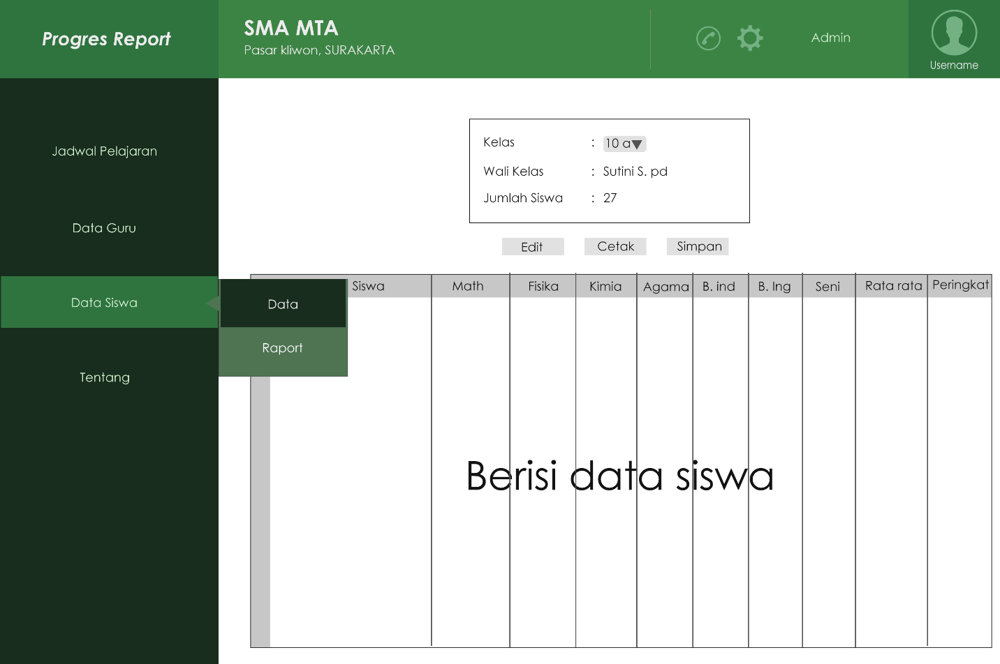 Progres Report
SMA MTA
Pasar kliwon, SURAKARTA
Admin
Username
Jadwal Pelajaran
Data Guru
Data Siswa
Tentang
Data
Raport
Kelas : 10 a
Wali Kelas : Sutini S. pd
Jumlah Siswa : 27
Edit Cetak Simpan
Siswa Math Fisika Kimia Agama B. ind B. Ing Seni Rata rata Peringkat
Berisi data siswa